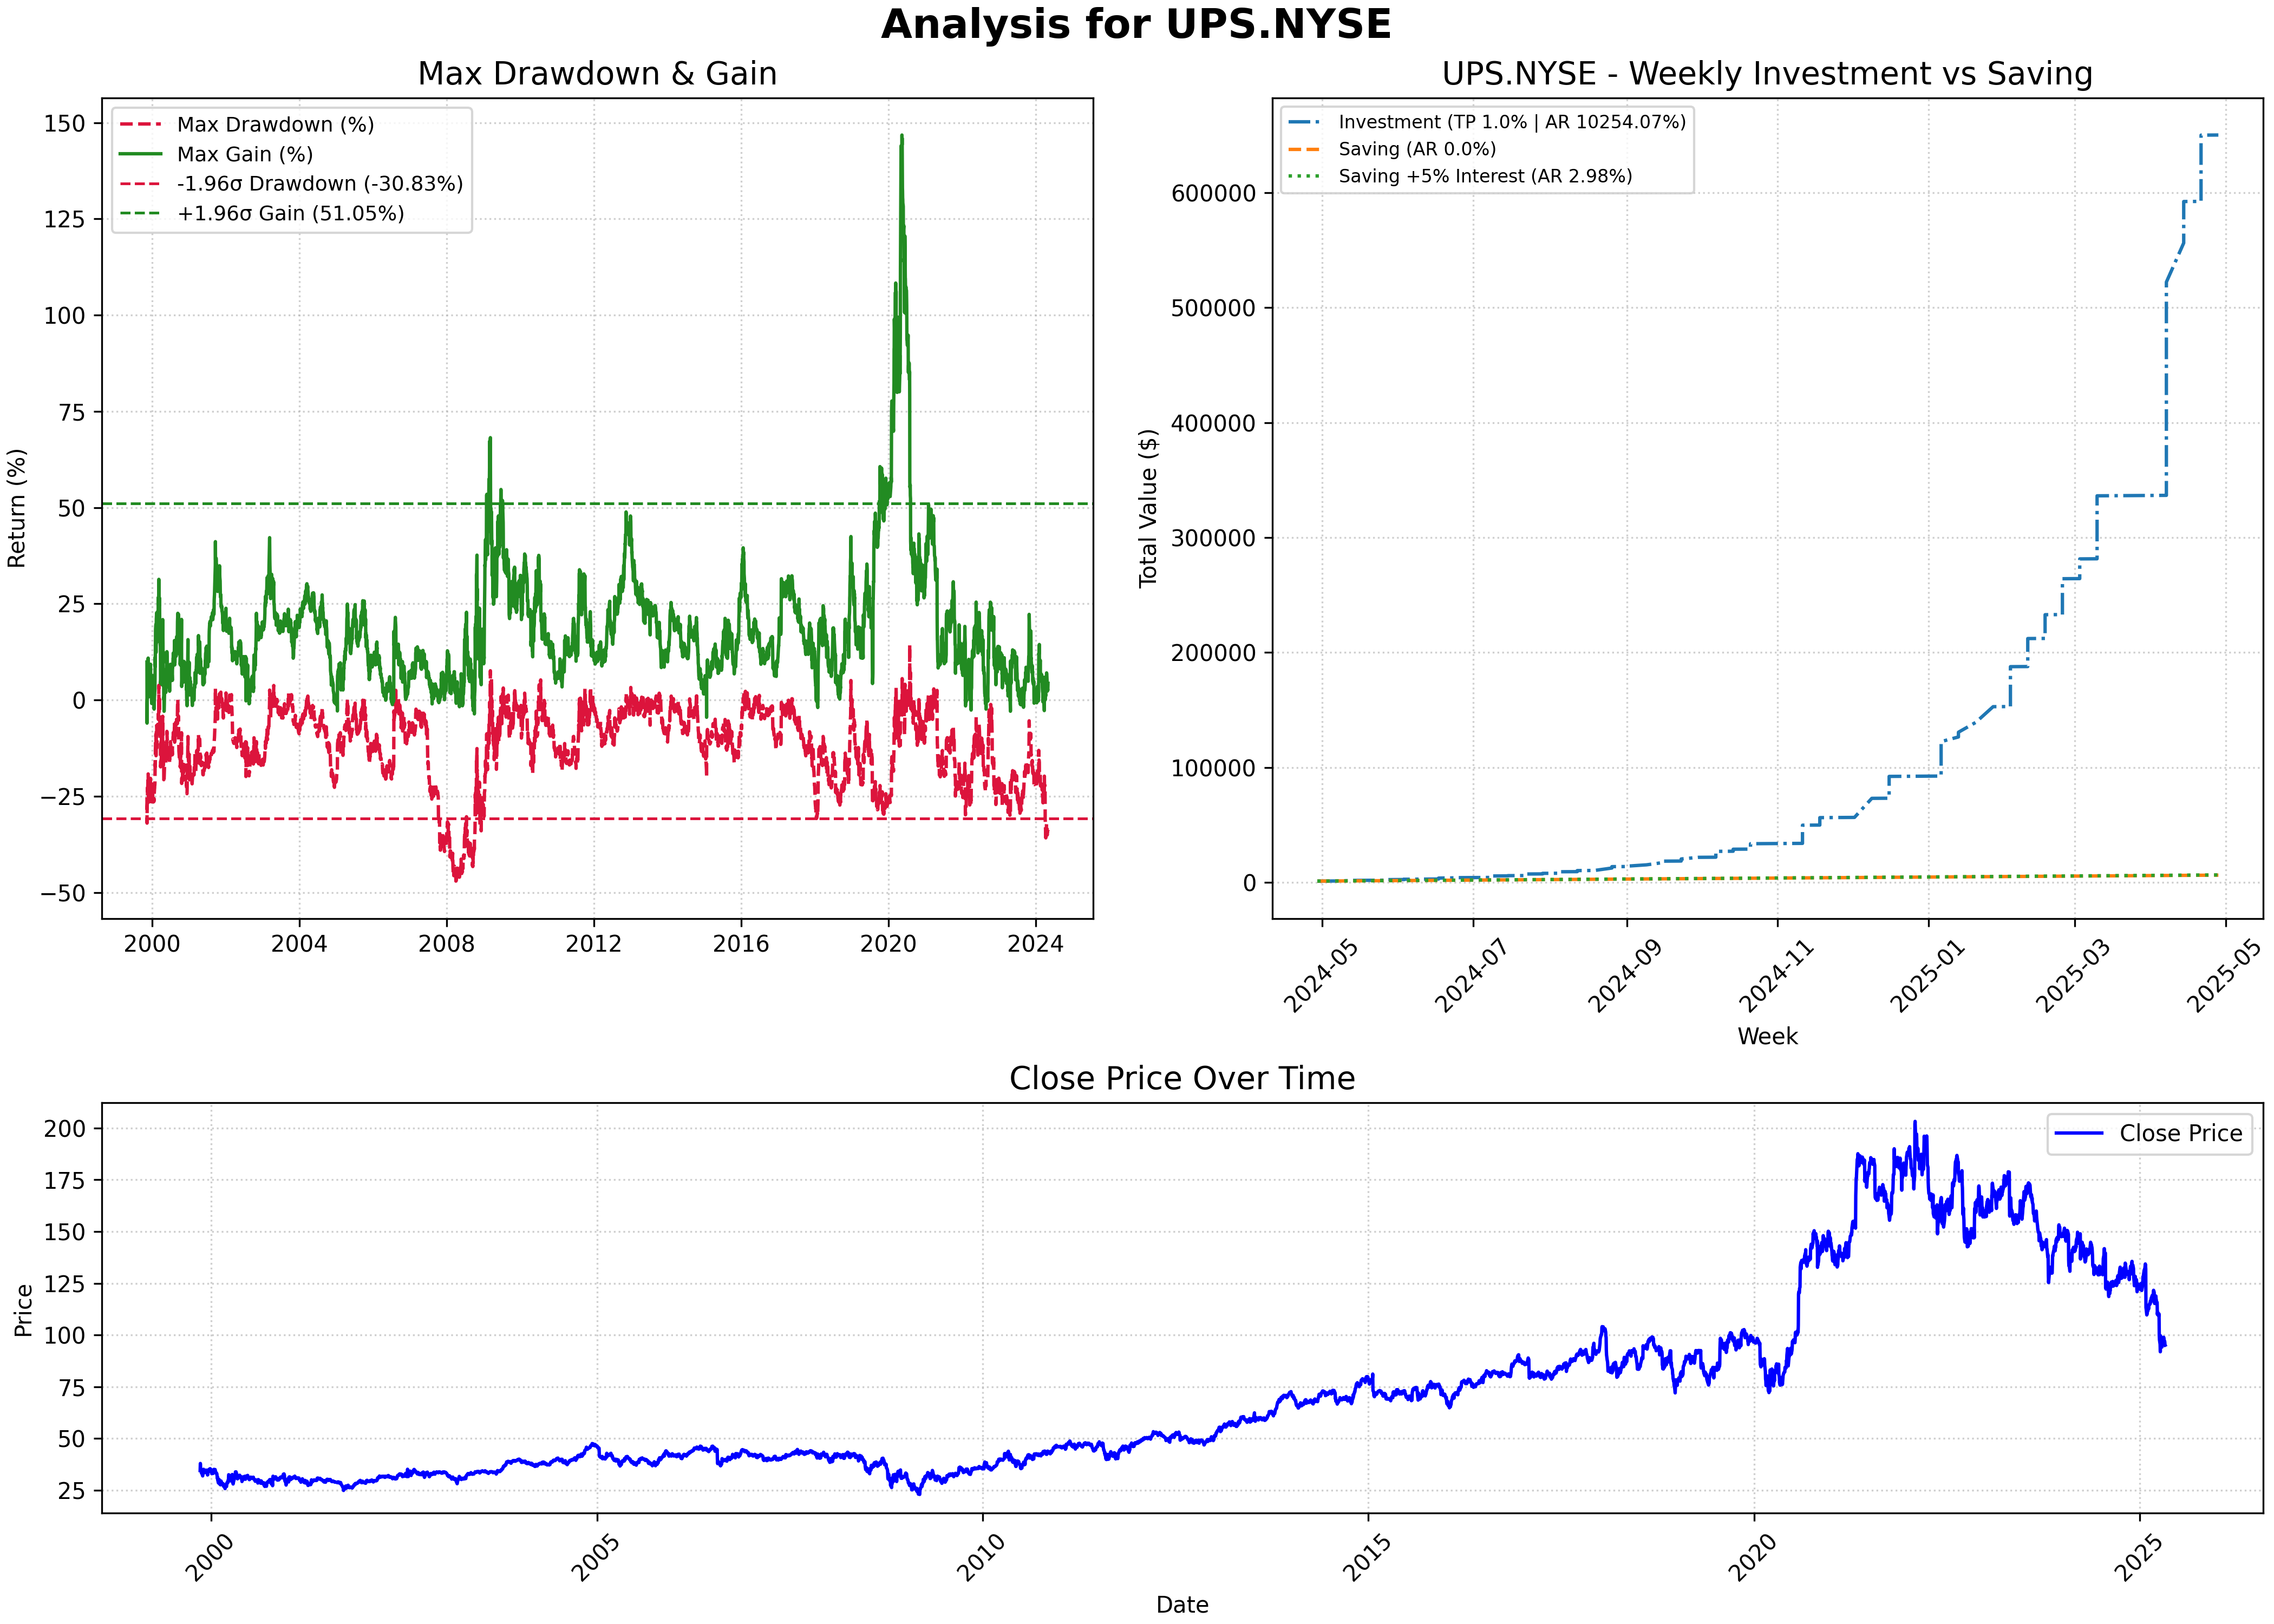 Analysis for UPS.NYSE
Max Drawdown & Gain
Max Drawdown (%)
Max Gain (%)
-1.96σ Drawdown (-30.83%)
+1.96σ Gain (51.05%)
Return (%)
150
125
100
75
50
25
0
−25
−50
2000 2004 2008 2012 2016 2020 2024
UPS.NYSE - Weekly Investment vs Saving
Investment (TP 1.0% | AR 10254.07%)
Saving (AR 0.0%)
Saving +5% Interest (AR 2.98%)
Total Value ($)
600000
500000
400000
300000
200000
100000
0
2024-05 2024-07 2024-09 2024-11 2025-01 2025-03 2025-05
Week
Close Price Over Time
Close Price
Price
200
175
150
125
100
75
50
25
2000 2005 2010 2015 2020 2025
Date